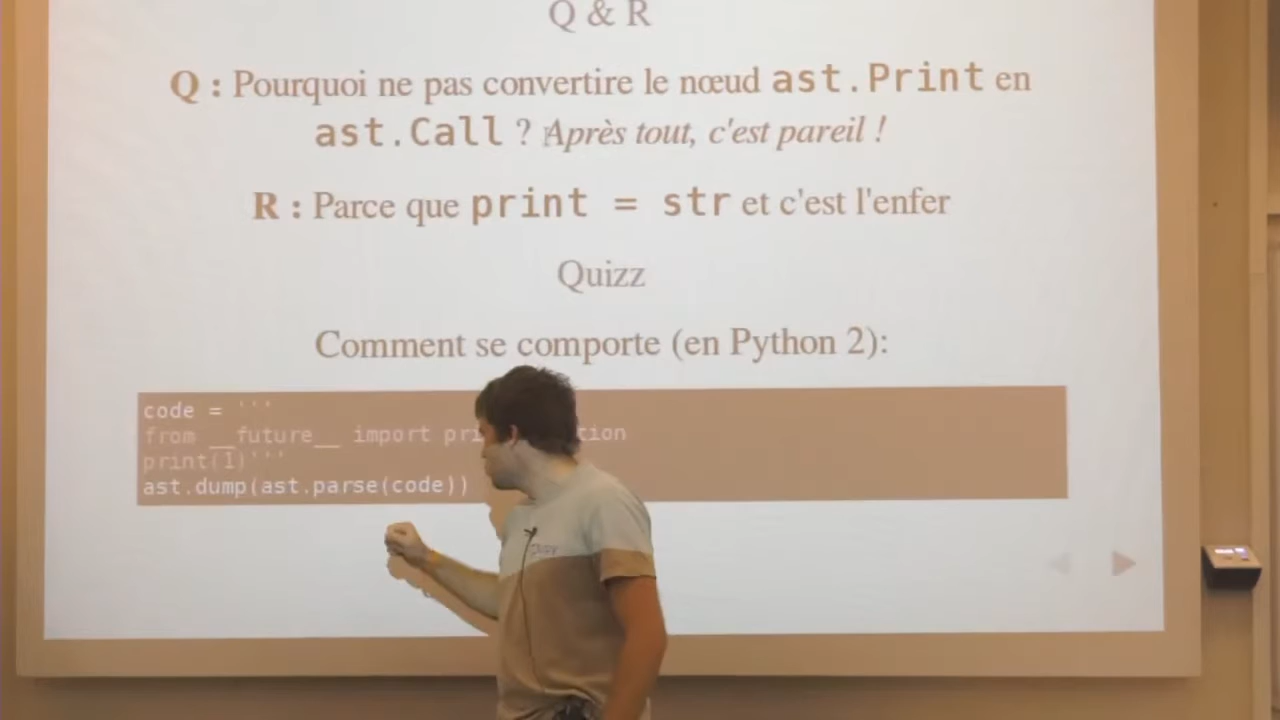 Q & R
Q : Pourquoi ne pas convertire le nœud ast.Print en
ast.Call ? Après tout, c'est pareil !
R : Parce que print = str et c'est l'enfer
Quizz
Comment se comporte (en Python 2):
code = '''
from __future__ import
print(1)'''
ast.dump(ast.parse(code))